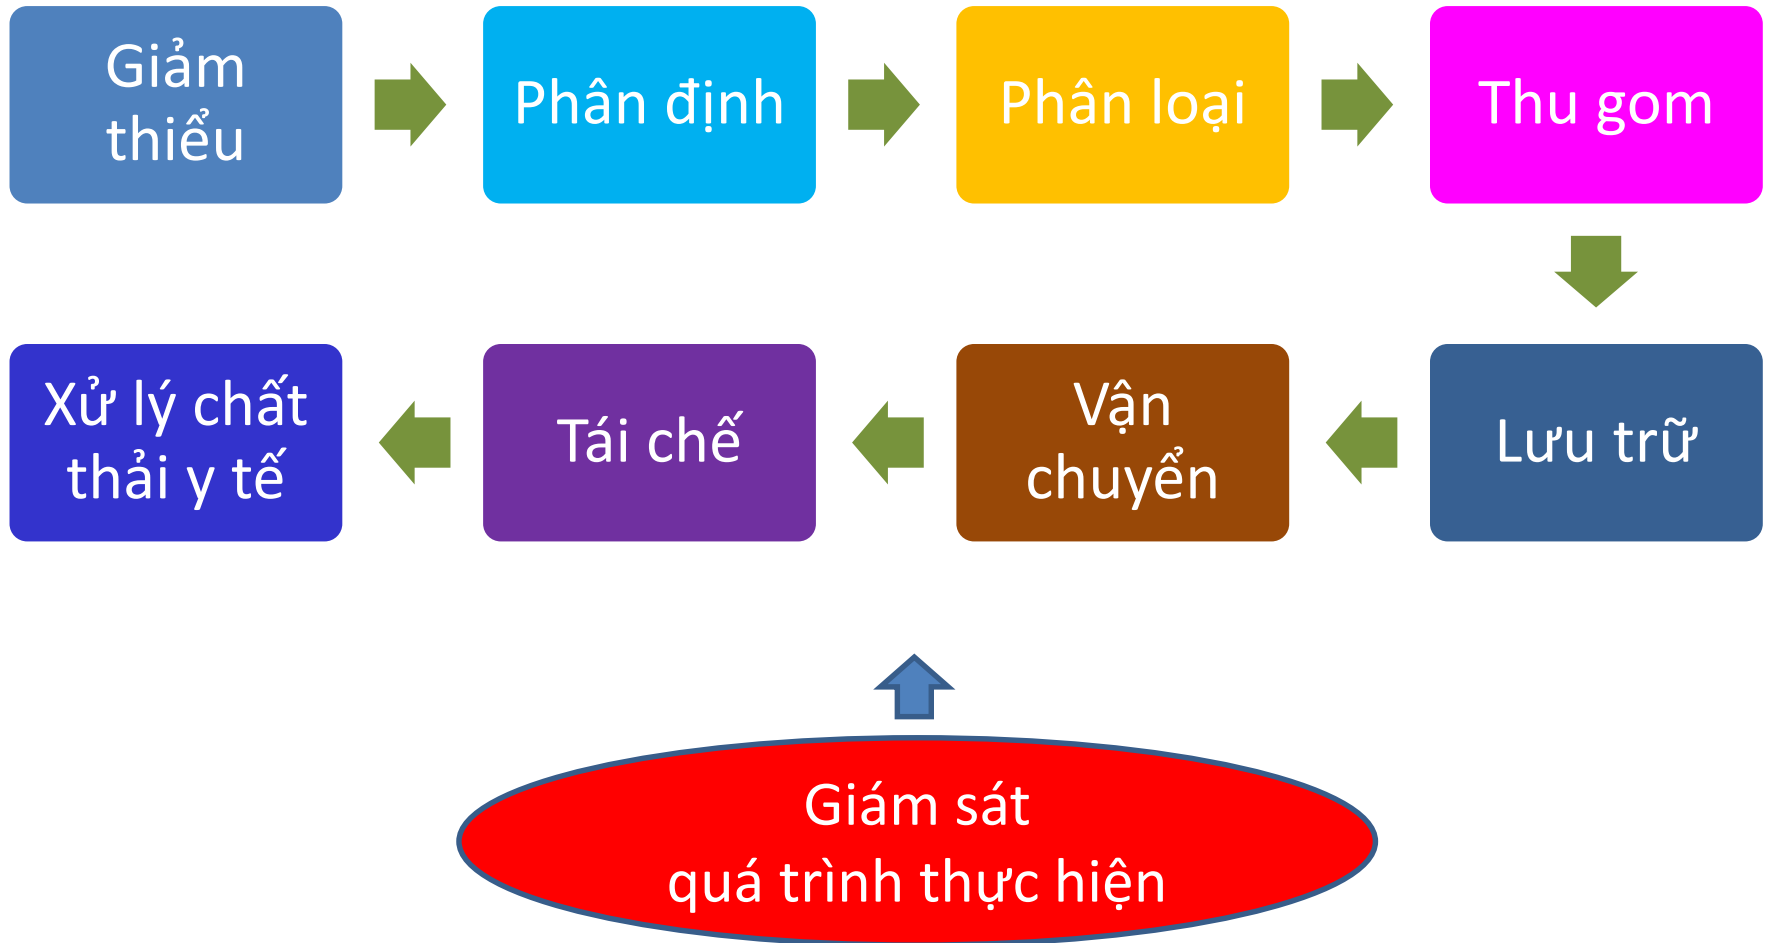 Giảm
thiểu
Phân định
Phân loại
Thu gom
Lưu trữ
Vận
chuyển
Tái chế
Xử lý chất
thải y tế
Giám sát
quá trình thực hiện